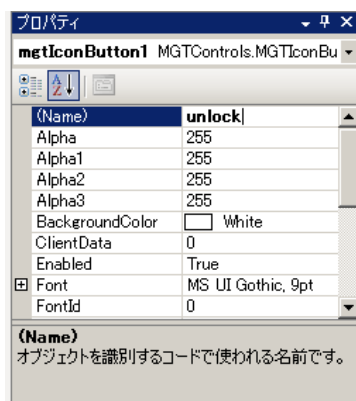 プロパティ
mgtIconButton1 MGTControls.MGTIconBu
(Name) unlock
Alpha 255
Alpha1 255
Alpha2 255
Alpha3 255
BackgroundColor White
ClientData 0
Enabled True
Font MS UI Gothic, 9pt
FontId 0
(Name)
オブジェクトを識別するコードで使われる名前です。